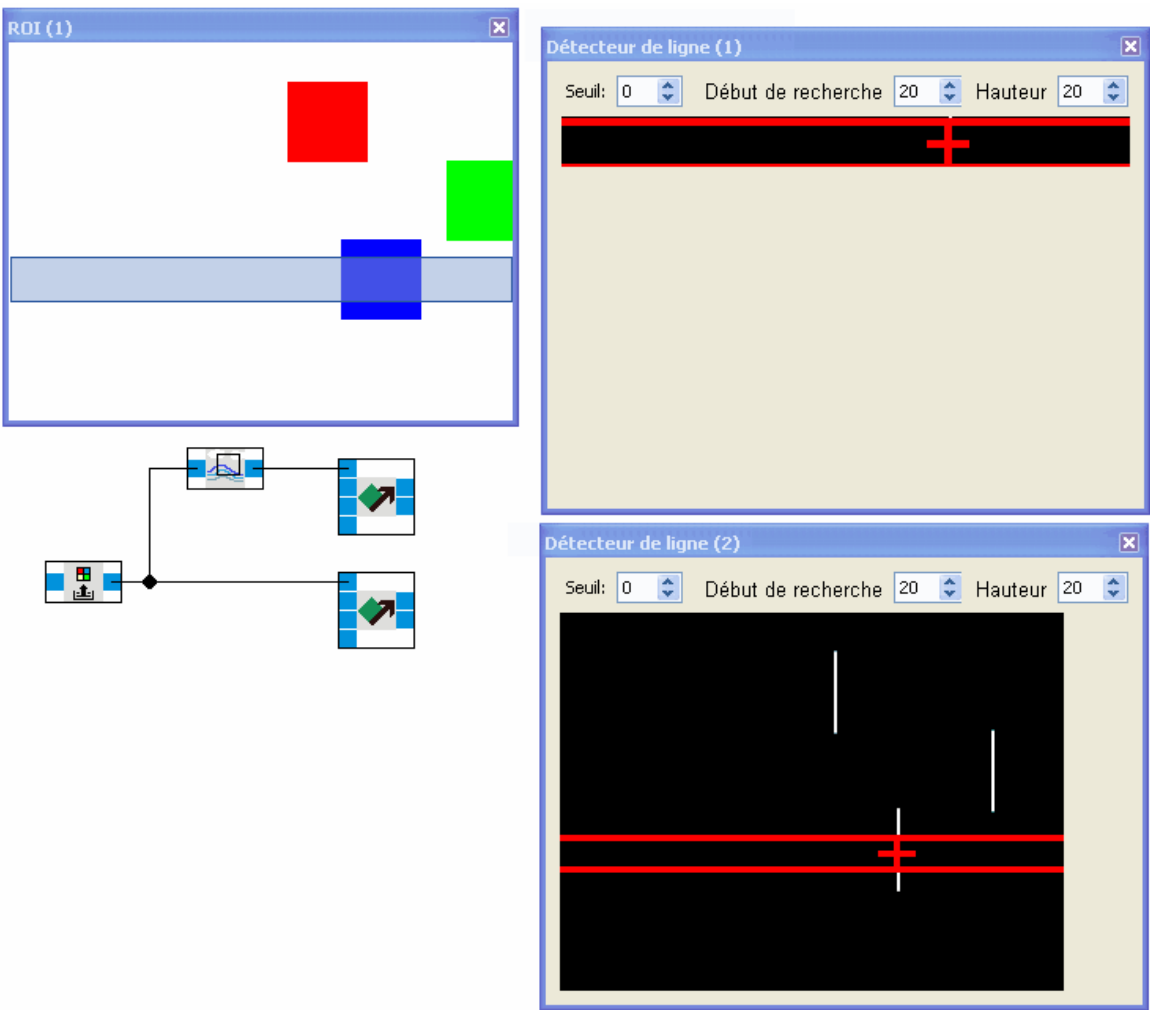 ROI (1)
Détecteur de ligne (1)
Seuil: 0 Début de recherche 20 Hauteur 20
Détecteur de ligne (2)
Seuil: 0 Début de recherche 20 Hauteur 20